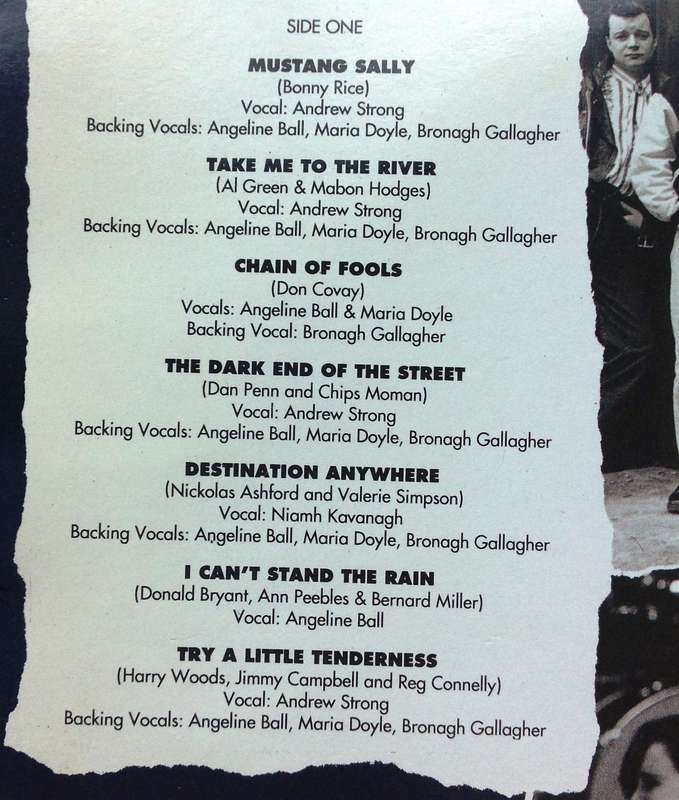 SIDE ONE
MUSTANG SALLY
(Bonny Rice)
Vocal: Andrew Strong
Backing Vocals: Angeline Ball, Maria Doyle, Bronagh Gallagher
TAKE ME TO THE RIVER
(Al Green & Mabon Hodges)
Vocal: Andrew Strong
Backing Vocals: Angeline Ball, Maria Doyle, Bronagh Gallagher
CHAIN OF FOOLS
(Don Covay)
Vocals: Angeline Ball & Maria Doyle
Backing Vocal: Bronagh Gallagher
THE DARK END OF THE STREET
(Dan Penn and Chips Moman)
Vocal: Andrew Strong
Backing Vocals: Angeline Ball, Maria Doyle, Bronagh Gallagher
DESTINATION ANYWHERE
(Nickolas Ashford and Valerie Simpson)
Vocal: Niamh Kavanagh
Backing Vocals: Angeline Ball, Maria Doyle, Bronagh Gallagher
I CAN'T STAND THE RAIN
(Donald Bryant, Ann Peebles & Bernard Miller)
Vocal: Angeline Ball
TRY A LITTLE TENDERNESS
(Harry Woods, Jimmy Campbell and Reg Connelly)
Vocal: Andrew Strong
Backing Vocals: Angeline Ball, Maria Doyle, Bronagh Gallagher